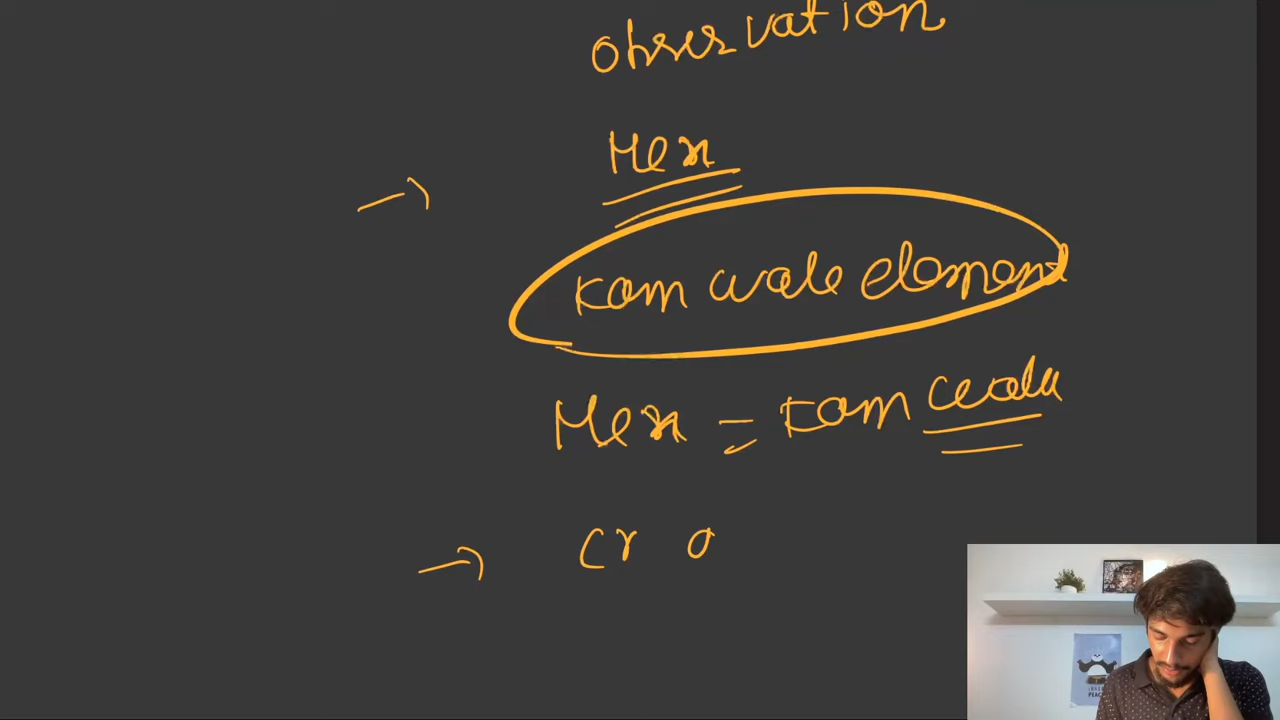 observation
Hex
kam wale element
Hex = kam wala
→ Cr o